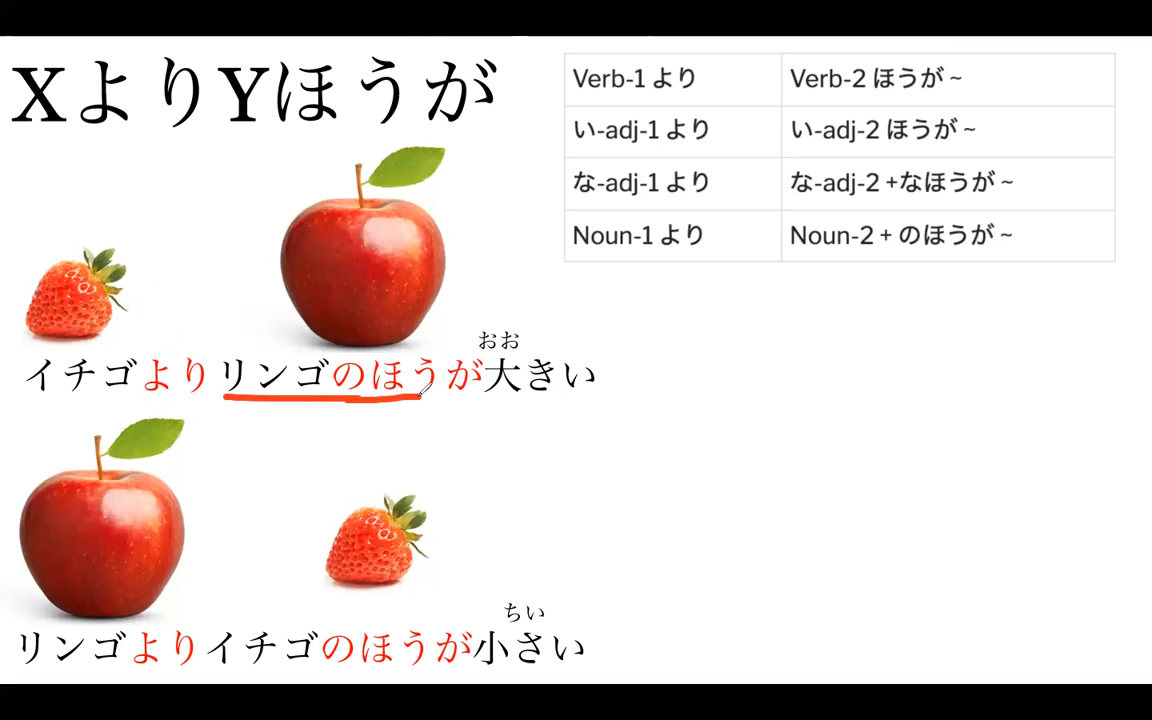 XよりYほうが
Verb-1 より Verb-2 ほうが ~
い-adj-1 より い-adj-2 ほうが ~
な-adj-1 より な-adj-2 +なほうが ~
Noun-1 より Noun-2 + のほうが ~
おお
イチゴよりリンゴのほうが大きい
ちい
リンゴよりイチゴのほうが小さい